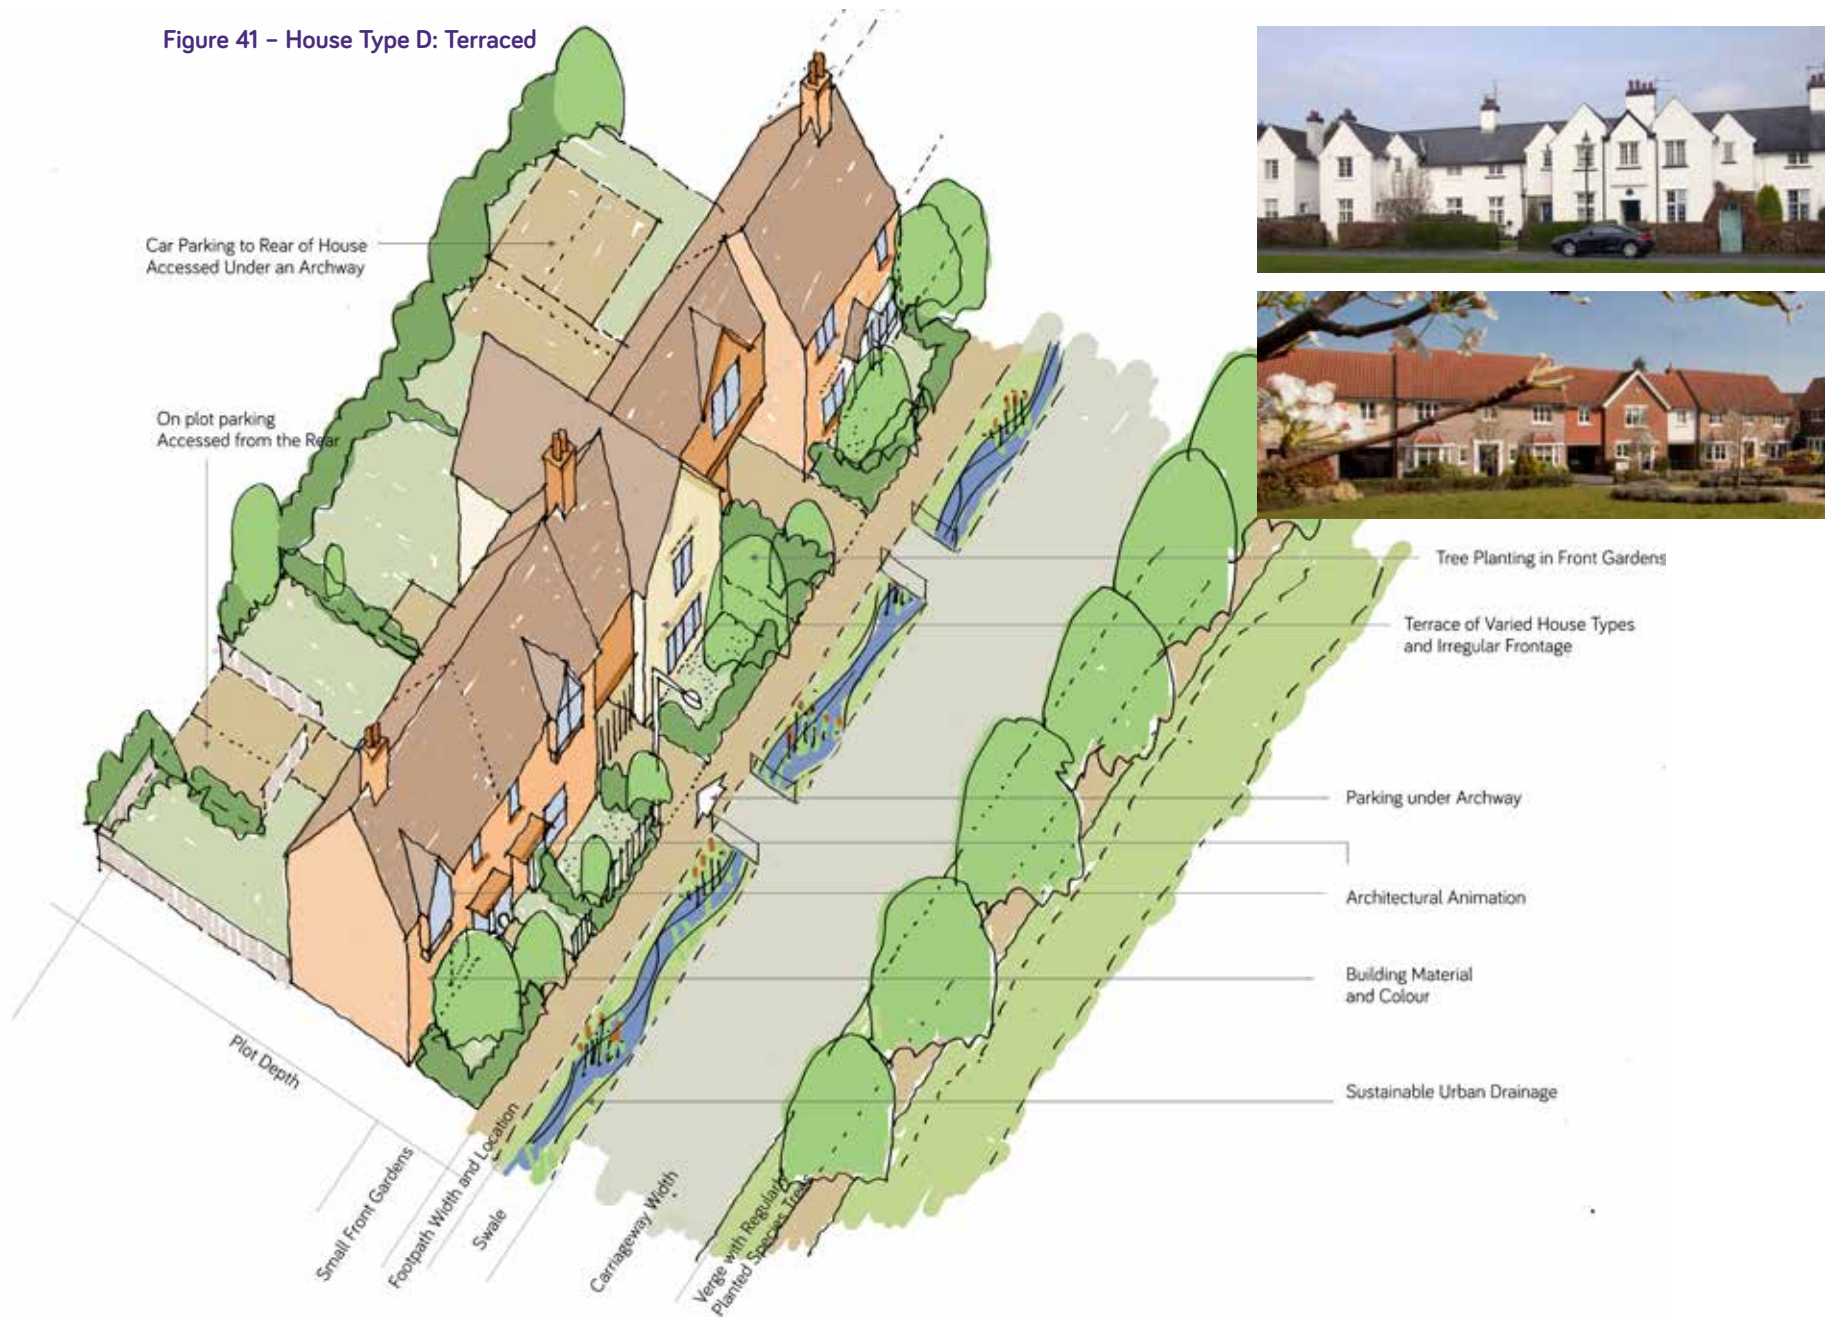 Figure 41 – House Type D: Terraced
Car Parking to Rear of House
Accessed Under an Archway
On plot parking
Accessed from the Rear
Tree Planting in Front Gardens
Terrace of Varied House Types
and Irregular Frontage
Parking under Archway
Architectural Animation
Building Material
and Colour
Sustainable Urban Drainage
Plot Depth
Small Front Gardens
Footpath Width and Location
Swale
Carriageway Width
Verge with Regularly
Planted Species Trees